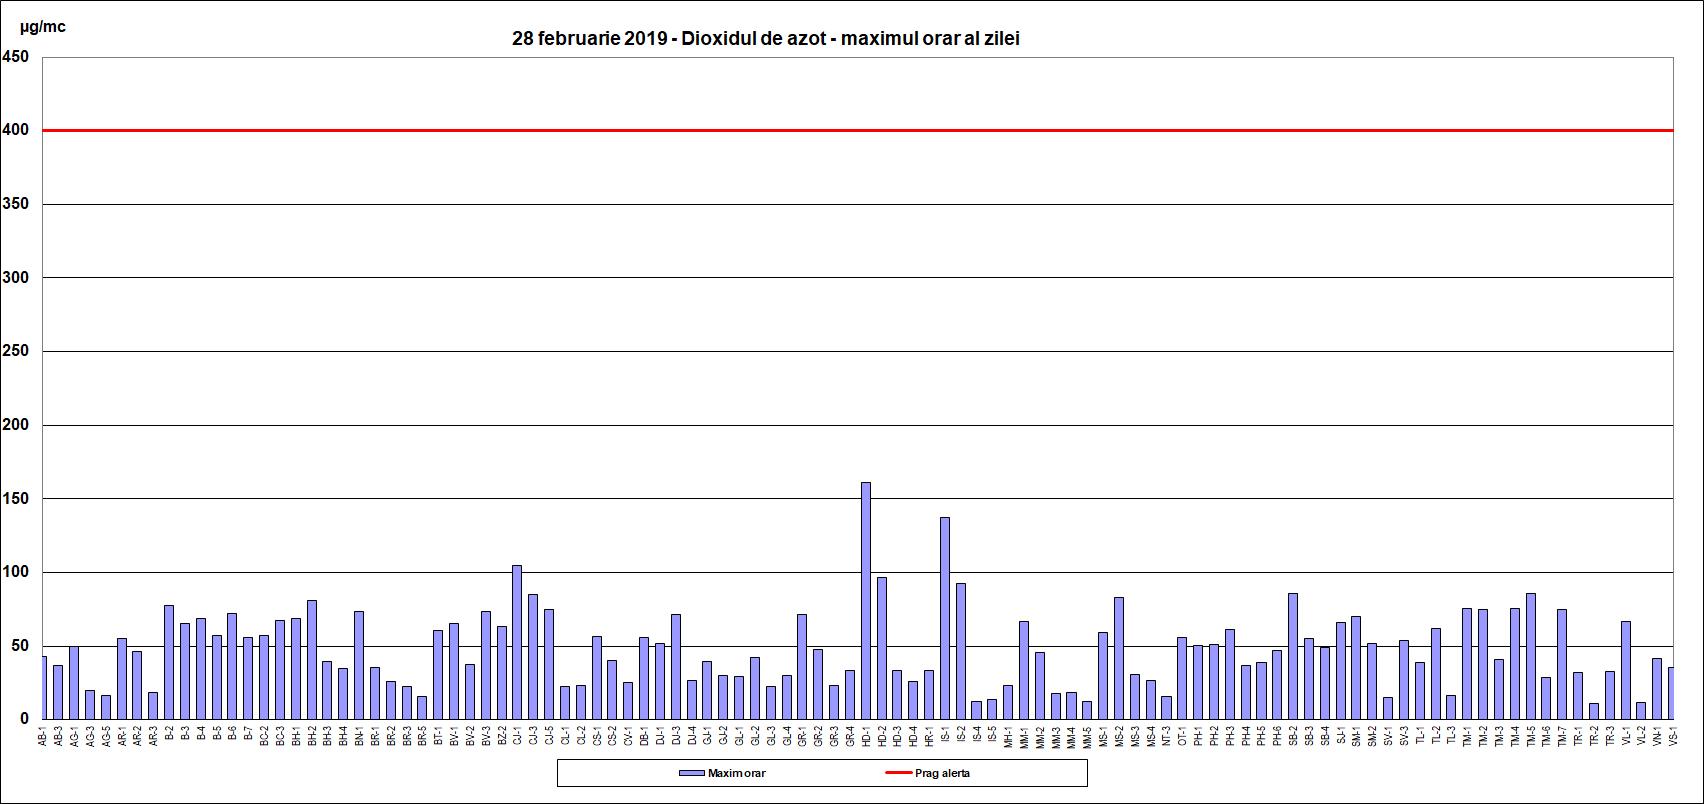 µg/mc
28 februarie 2019 - Dioxidul de azot - maximul orar al zilei
450
400
350
300
250
200
150
100
50
0
AB-1 AB-3 AG-1 AG-3 AG-5 AR-1 AR-2 AR-3 B-2 B-3 B-4 B-5 B-6 B-7 BC-2 BC-3 BH-1 BH-2 BH-3 BH-4 BN-1 BR-1 BR-2 BR-3 BR-5 BT-1 BV-1 BV-2 BV-3 BZ-2 CJ-1 CJ-3 CJ-5 CL-1 CL-2 CS-1 CS-2 CV-1 DB-1 DJ-1 DJ-3 DJ-4 GJ-1 GJ-2 GL-1 GL-2 GL-3 GL-4 GR-1 GR-2 GR-3 GR-4 HD-1 HD-2 HD-3 HD-4 HR-1 IS-1 IS-2 IS-4 IS-5 MH-1 MM-1 MM-2 MM-3 MM-4 MM-5 MS-1 MS-2 MS-3 MS-4 NT-3 OT-1 PH-1 PH-2 PH-3 PH-4 PH-5 PH-6 SB-2 SB-3 SB-4 SJ-1 SM-1 SM-2 SV-1 SV-3 TL-1 TL-2 TL-3 TM-1 TM-2 TM-3 TM-4 TM-5 TM-6 TM-7 TR-1 TR-2 TR-3 VL-1 VL-2 VN-1 VS-1
Maxim orar Prag alerta